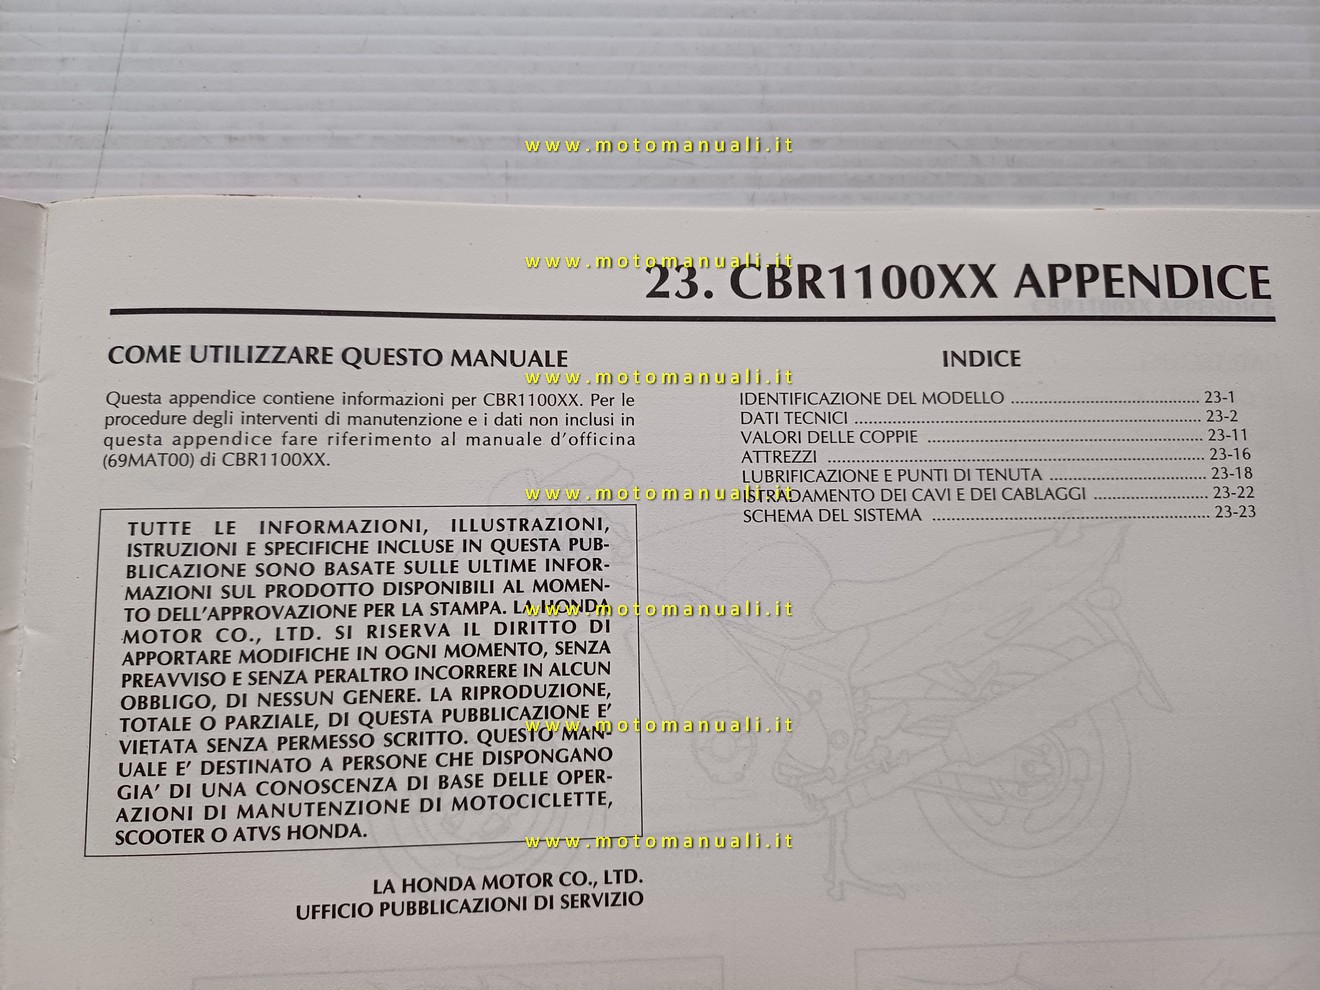 www.motomanuali.it
www.motomanuali.it
23. CBR1100XX APPENDICE
COME UTILIZZARE QUESTO MANUALE
www.motomanuali.it
Questa appendice contiene informazioni per CBR1100XX. Per le
procedure degli interventi di manutenzione e i dati non inclusi in
questa appendice fare riferimento al manuale d'officina
(69MAT00) di CBR1100XX.
www.motomanuali.it
TUTTE LE INFORMAZIONI, ILLUSTRAZIONI,
ISTRUZIONI E SPECIFICHE INCLUSE IN QUESTA PUB-
BLICAZIONE SONO BASATE SULLE ULTIME INFOR-
MAZIONI SUL PRODOTTO DISPONIBILI AL MOMEN-
TO DELL'APPROVAZIONE PER LA STAMPA. LA HONDA
www.motomanuali.it
MOTOR CO., LTD. SI RISERVA IL DIRITTO DI
APPORTARE MODIFICHE IN OGNI MOMENTO, SENZA
PREAVVISO E SENZA PERALTRO INCORRERE IN ALCUN
OBBLIGO, DI NESSUN GENERE. LA RIPRODUZIONE,
TOTALE O PARZIALE, DI QUESTA PUBBLICAZIONE E'
www.motomanuali.it
VIETATA SENZA PERMESSO SCRITTO. QUESTO MAN-
UALE E' DESTINATO A PERSONE CHE DISPONGANO
GIA' DI UNA CONOSCENZA DI BASE DELLE OPER-
AZIONI DI MANUTENZIONE DI MOTOCICLETTE,
SCOOTER O ATVS HONDA.
www.motomanuali.it
LA HONDA MOTOR CO., LTD.
UFFICIO PUBBLICAZIONI DI SERVIZIO
INDICE
IDENTIFICAZIONE DEL MODELLO ........................................ 23-1
DATI TECNICI ........................................................................ 23-2
VALORI DELLE COPPIE .......................................................... 23-11
ATTREZZI .............................................................................. 23-16
LUBRIFICAZIONE E PUNTI DI TENUTA ................................. 23-18
ISTRADAMENTO DEI CAVI E DEI CABLAGGI ........................ 23-22
SCHEMA DEL SISTEMA .......................................................... 23-23